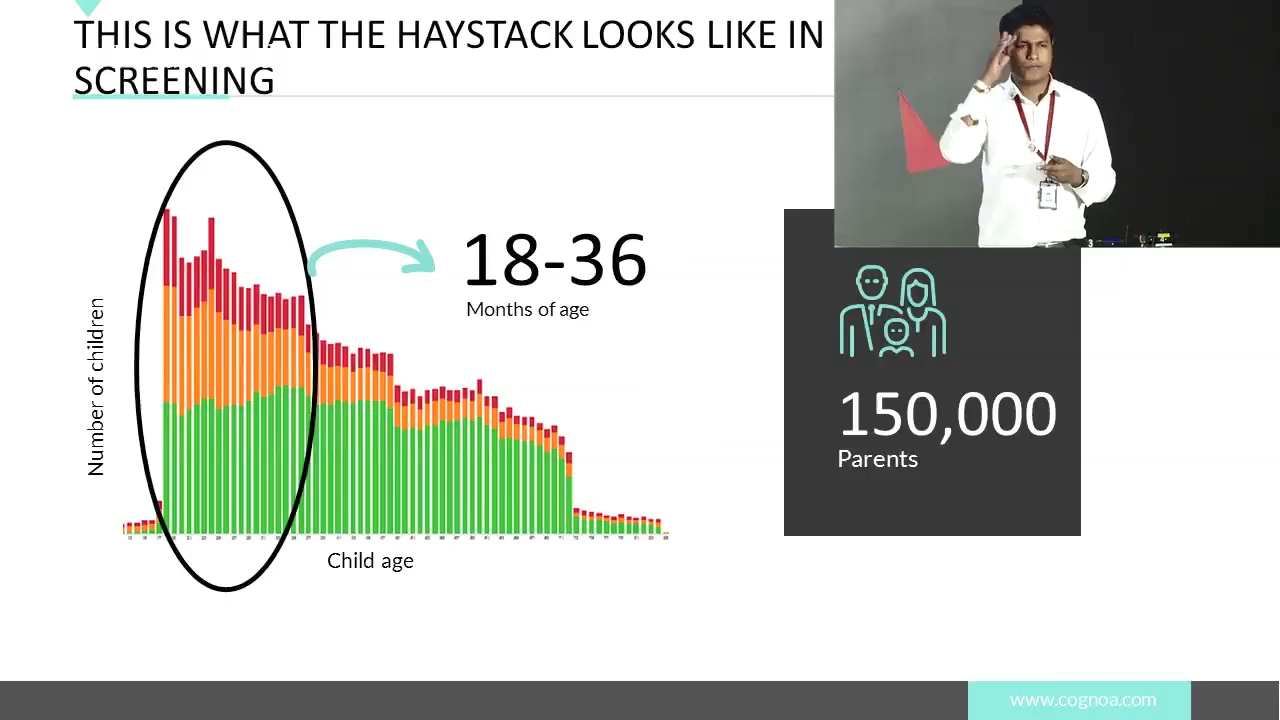 THIS IS WHAT THE HAYSTACK LOOKS LIKE IN
SCREENING
18-36
Months of age
Number of children
Child age
150,000
Parents
www.cognoa.com